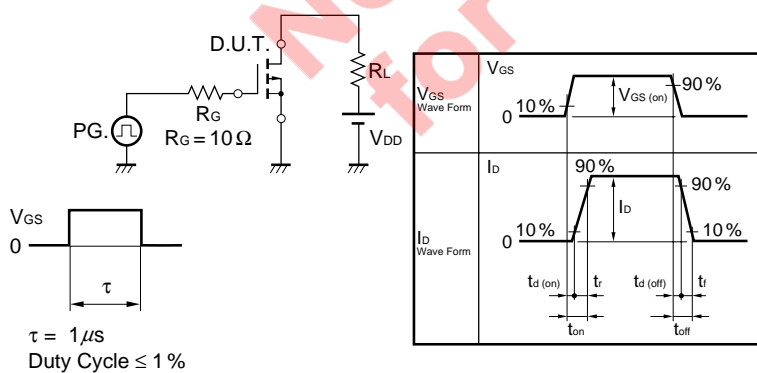 D.U.T.
RL
RG
RG = 10 Ω
PG.
VDD
VGS
0
τ
τ = 1 μs
Duty Cycle ≤ 1 %
VGS
Wave Form
VGS
10 %
0
VGS (on)
90 %
ID
Wave Form
ID
90 %
90 %
10 %
0
ID
10 %
td (on)
tr
td (off)
tf
ton
toff
for